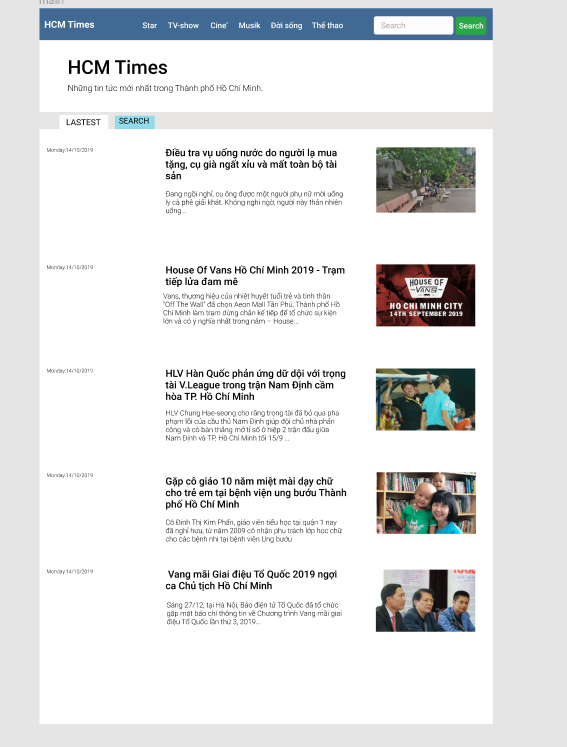 main
HCM Times
Star TV-show Cine' Musik Đời sống Thể thao
Search
Search
HCM Times
Những tin tức mới nhất trong Thành phố Hồ Chí Minh.
LASTEST
SEARCH
Monday:14/10/2019
Điều tra vụ uống nước do người lạ mua
tặng, cụ già ngất xỉu và mất toàn bộ tài
sản
Đang ngồi nghỉ, cụ ông được một người phụ nữ mời uống
ly cà phê giải khát. Không nghi ngờ, người này thản nhiên
uống...
Monday:14/10/2019
House Of Vans Hồ Chí Minh 2019 - Trạm
tiếp lửa đam mê
Vans, thương hiệu của nhiệt huyết tuổi trẻ và tinh thần
"Off The Wall" đã chọn Aeon Mall Tân Phú, Thành phố Hồ
Chí Minh làm trạm dừng chân kế tiếp để tổ chức sự kiện
lớn và có ý nghĩa nhất trong năm – House...
HOUSE OF
VANS
HO CHI MINH CITY
14TH SEPTEMBER 2019
Monday:14/10/2019
HLV Hàn Quốc phản ứng dữ dội với trọng
tài V.League trong trận Nam Định cầm
hòa TP. Hồ Chí Minh
HLV Chung Hae-seong cho rằng trọng tài đã bỏ qua pha
phạm lỗi của cầu thủ Nam Định giúp đội chủ nhà phản
công và có bàn thắng mở tỉ số ở hiệp 2 trận đấu giữa
Nam Định và TP. Hồ Chí Minh tối 15/9 ...
Monday:14/10/2019
Gặp cô giáo 10 năm miệt mài dạy chữ
cho trẻ em tại bệnh viện ung bướu Thành
phố Hồ Chí Minh
Cô Đinh Thị Kim Phấn, giáo viên tiểu học tại quận 1 nay
đã nghỉ hưu, từ năm 2009 cô nhận phụ trách lớp học chữ
cho các bệnh nhi tại bệnh viện Ung bướu
Monday:14/10/2019
Vang mãi Giai điệu Tổ Quốc 2019 ngợi
ca Chủ tịch Hồ Chí Minh
Sáng 27/12, tại Hà Nội, Báo điện tử Tổ Quốc đã tổ chức
gặp mặt báo chí thông tin về Chương trình Vang mãi giai
điệu Tổ Quốc lần thứ 3, 2019...